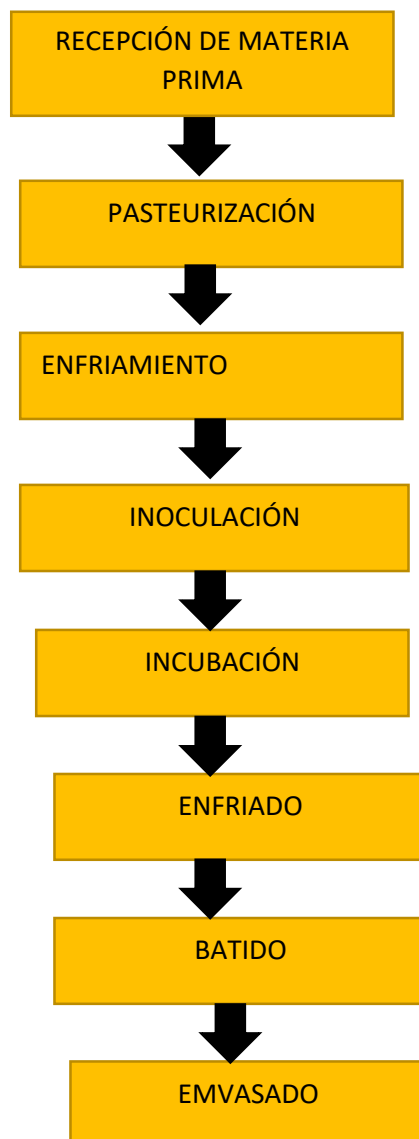 RECEPCIÓN DE MATERIA
PRIMA
PASTEURIZACIÓN
ENFRIAMIENTO
INOCULACIÓN
INCUBACIÓN
ENFRIADO
BATIDO
EMVASADO